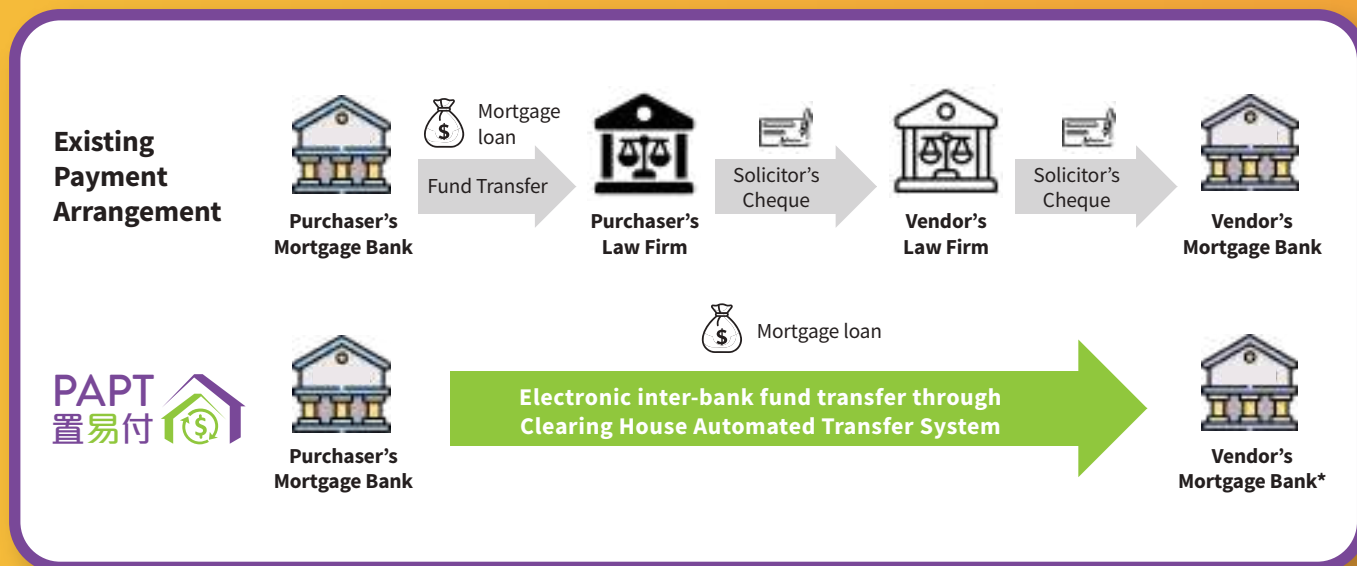 Existing
Payment
Arrangement
Purchaser's
Mortgage Bank
$
Mortgage
loan
Fund Transfer
Purchaser's
Law Firm
Solicitor's
Cheque
Vendor's
Law Firm
Solicitor's
Cheque
Vendor's
Mortgage Bank
PAPT
置易付
$
Purchaser's
Mortgage Bank
$
Mortgage loan
Electronic inter-bank fund transfer through
Clearing House Automated Transfer System
Vendor's
Mortgage Bank*